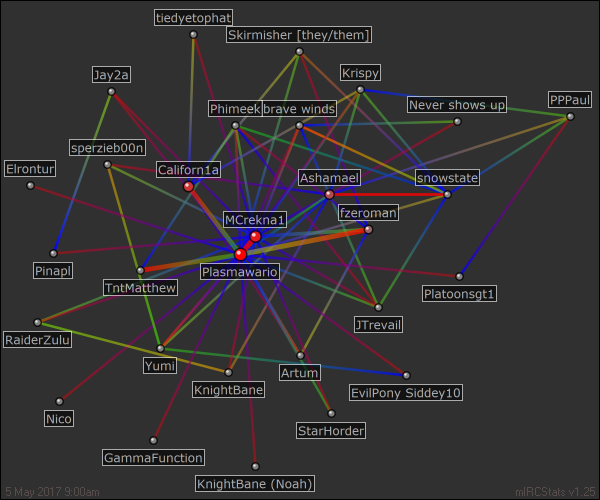 tiedyetophat
Skirmisher [they/them]
Jay2a
Krispy
Phimeek
brave winds
Never shows up
PPPaul
sperzieb00n
Elrontur
Californ1a
Ashamael
snowstate
MCrekna1
fzeroman
Pinapl
Plasmawario
TntMatthew
Platoonsgt1
JTrevail
RaiderZulu
Yumi
KnightBane
Artum
EvilPony Siddey10
Nico
StarHorder
GammaFunction
KnightBane (Noah)
5 May 2017 9:00am
mIRCStats v1.25